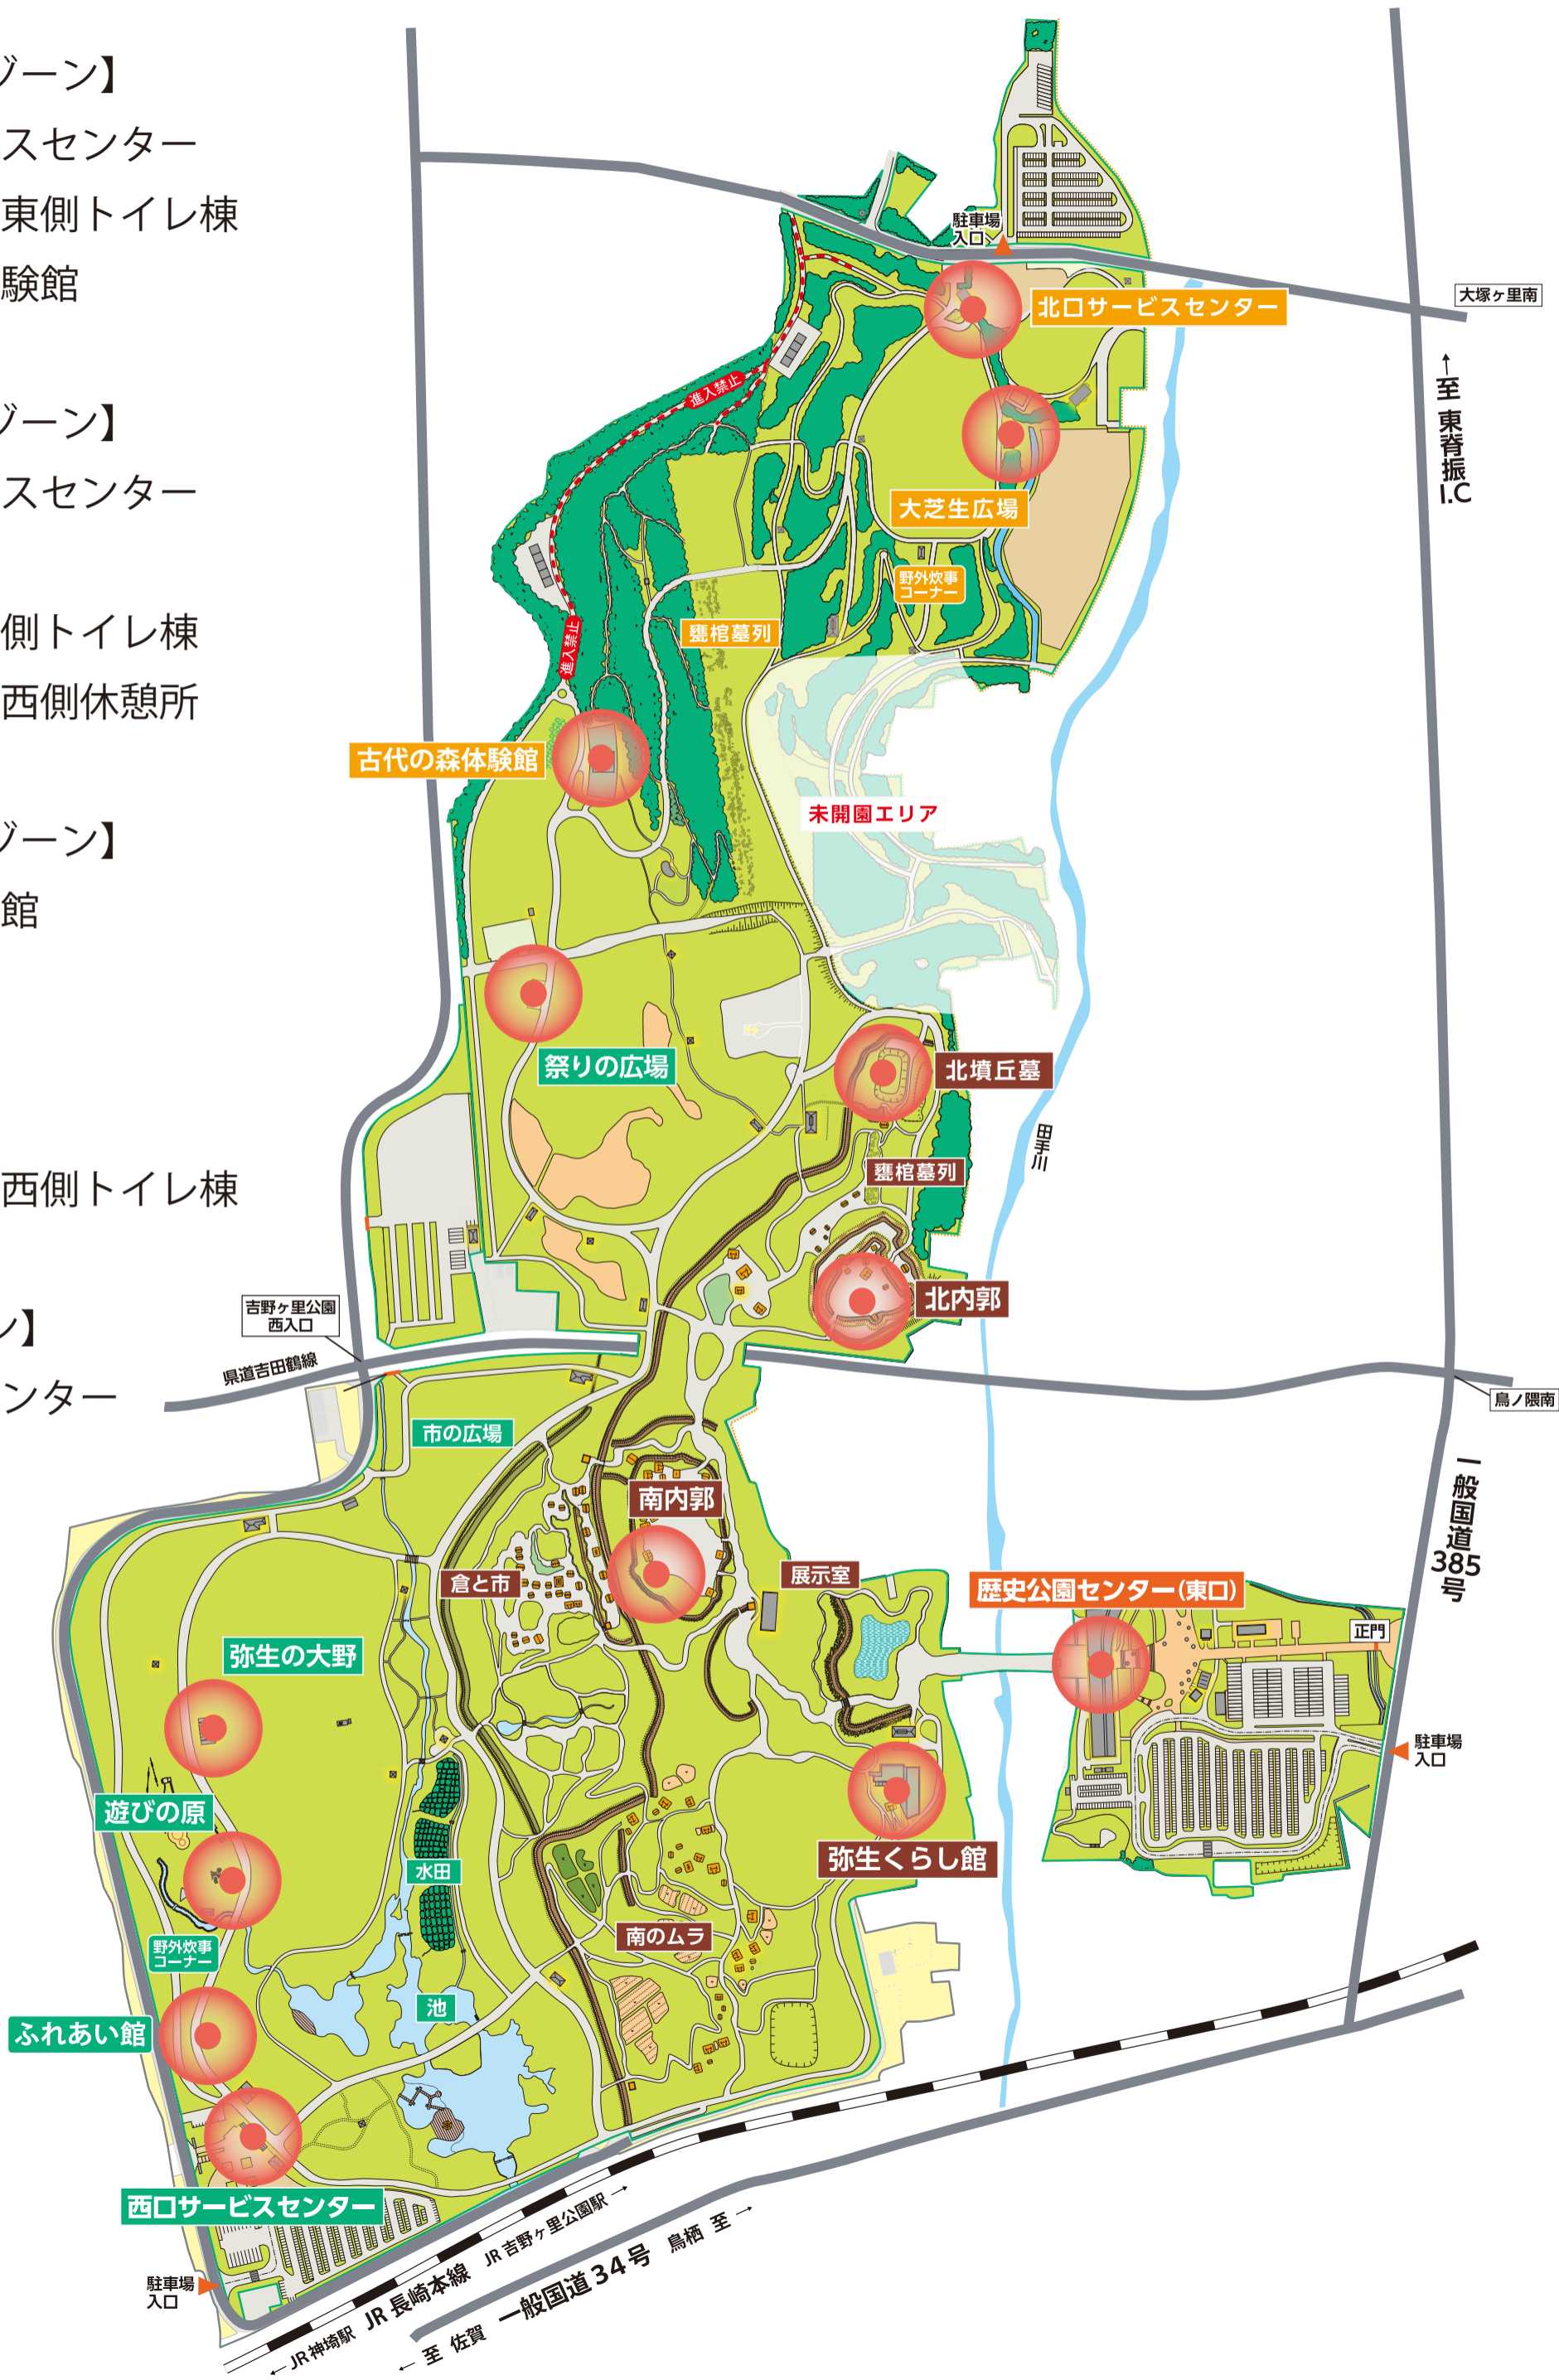 ゾーン】
スセンター
東側トイレ棟
験館
ゾーン】
スセンター
側トイレ棟
西側休憩所
ゾーン】
館
西側トイレ棟
ン】
ンター
駐車場
入口
北口サービスセンター
大塚ヶ里南
←至 東脊振I.C
進入禁止
大芝生広場
野外炊事
コーナー
甕棺墓列
進入禁止
古代の森体験館
未開園エリア
祭りの広場
北墳丘墓
田手川
甕棺墓列
北内郭
吉野ヶ里公園
西入口
県道吉田鶴線
鳥ノ隈南
市の広場
一般国道385号
南内郭
倉と市
展示室
歴史公園センター(東口)
正門
弥生の大野
駐車場
入口
遊びの原
弥生くらし館
水田
南のムラ
野外炊事
コーナー
池
ふれあい館
西口サービスセンター
駐車場
入口
←JR神埼駅 JR長崎本線 JR吉野ヶ里公園駅→
←至 佐賀 一般国道34号 鳥栖 至→